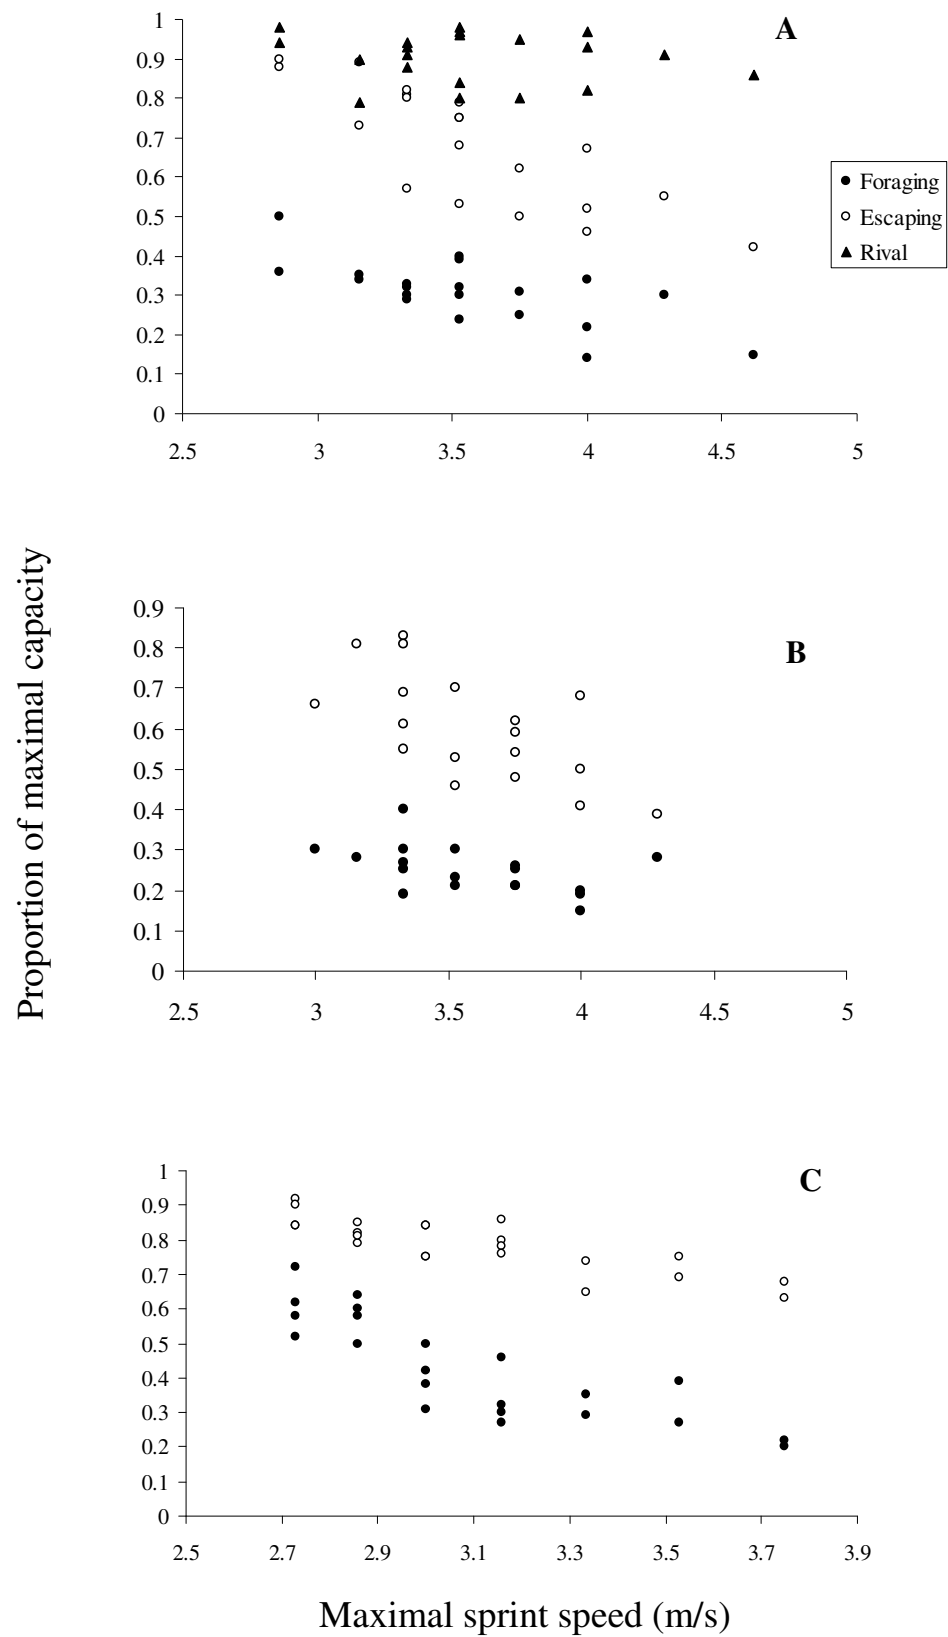 A
1
0.9
0.8
0.7
0.6
0.5
0.4
0.3
0.2
0.1
0
2.5 3 3.5 4 4.5 5
Foraging
Escaping
Rival
Proportion of maximal capacity
B
0.9
0.8
0.7
0.6
0.5
0.4
0.3
0.2
0.1
0
2.5 3 3.5 4 4.5 5
C
1
0.9
0.8
0.7
0.6
0.5
0.4
0.3
0.2
0.1
0
2.5 2.7 2.9 3.1 3.3 3.5 3.7 3.9
Maximal sprint speed (m/s)